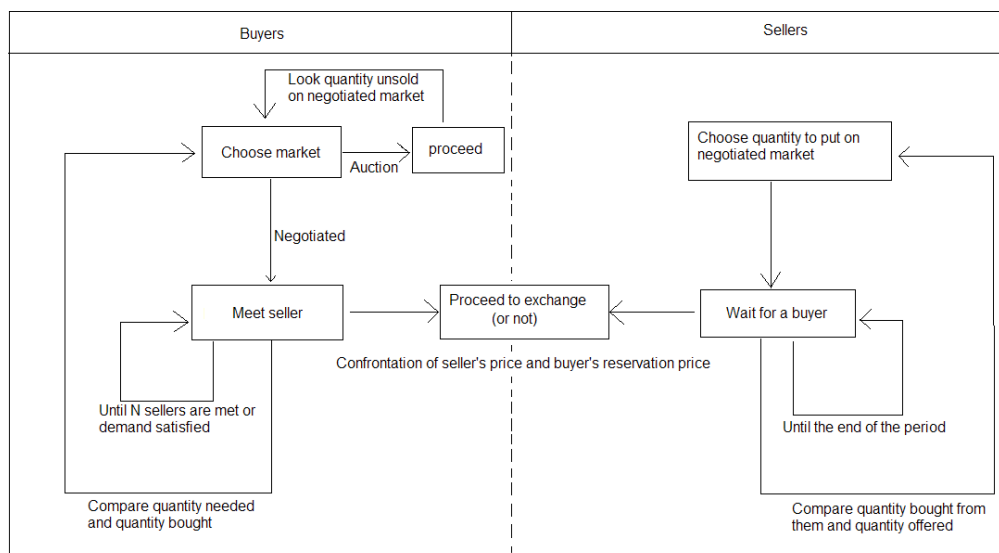 Buyers
Sellers
Look quantity unsold
on negotiated market
Choose market
Auction
proceed
Choose quantity to put on
negotiated market
Negotiated
Meet seller
Proceed to exchange
(or not)
Wait for a buyer
Confrontation of seller's price and buyer's reservation price
Until N sellers are met or
demand satisfied
Until the end of the period
Compare quantity needed
and quantity bought
Compare quantity bought from
them and quantity offered